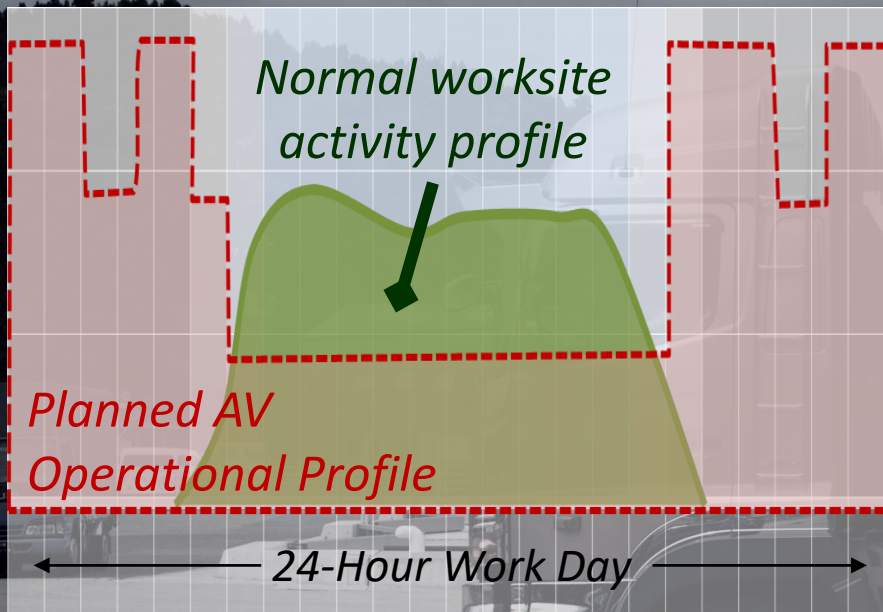 Normal worksite
activity profile
Planned AV
Operational Profile
24-Hour Work Day